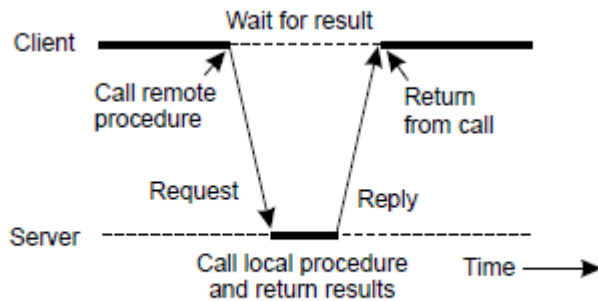 Wait for result
Client
Call remote
procedure
Return
from call
Request
Reply
Server
Call local procedure
and return results
Time